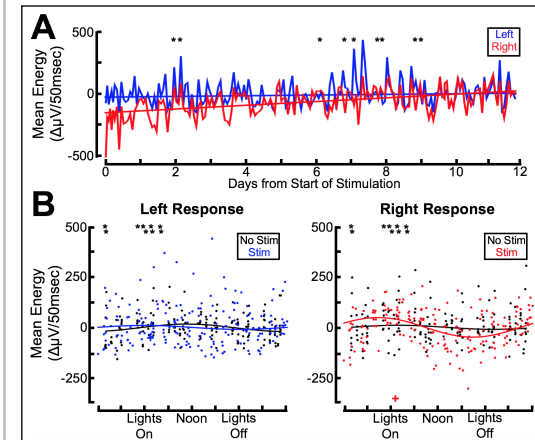 A
500
0
-500
Mean Energy
(ΔµV/50msec)
** * * * ** **
Left
Right
0 2 4 6 8 10 12
Days from Start of Stimulation
B
Left Response
500
250
0
-250
Mean Energy
(ΔµV/50msec)
No Stim
Stim
Lights On
Noon
Lights Off
Right Response
500
250
0
-250
No Stim
Stim
Lights On
Noon
Lights Off